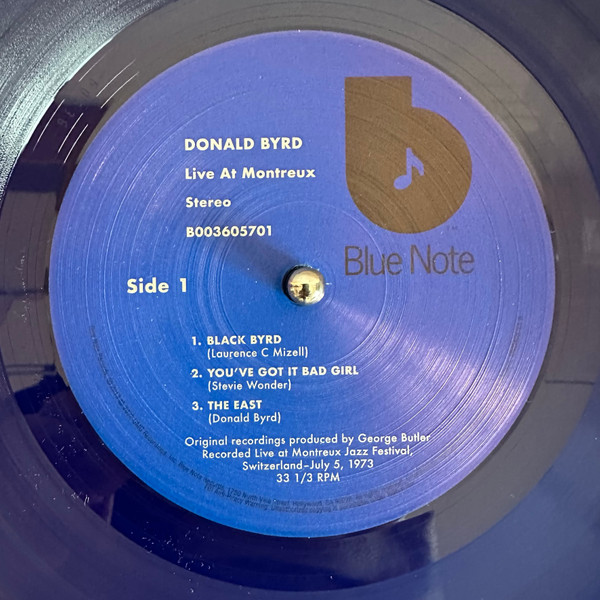 DONALD BYRD
Live At Montreux
Stereo
B003605701
Blue Note
Side 1
1. BLACK BYRD
(Laurence C Mizell)
2. YOU'VE GOT IT BAD GIRL
(Stevie Wonder)
3. THE EAST
(Donald Byrd)
Original recordings produced by George Butler
Recorded Live at Montreux Jazz Festival,
Switzerland–July 5, 1973
33 1/3 RPM